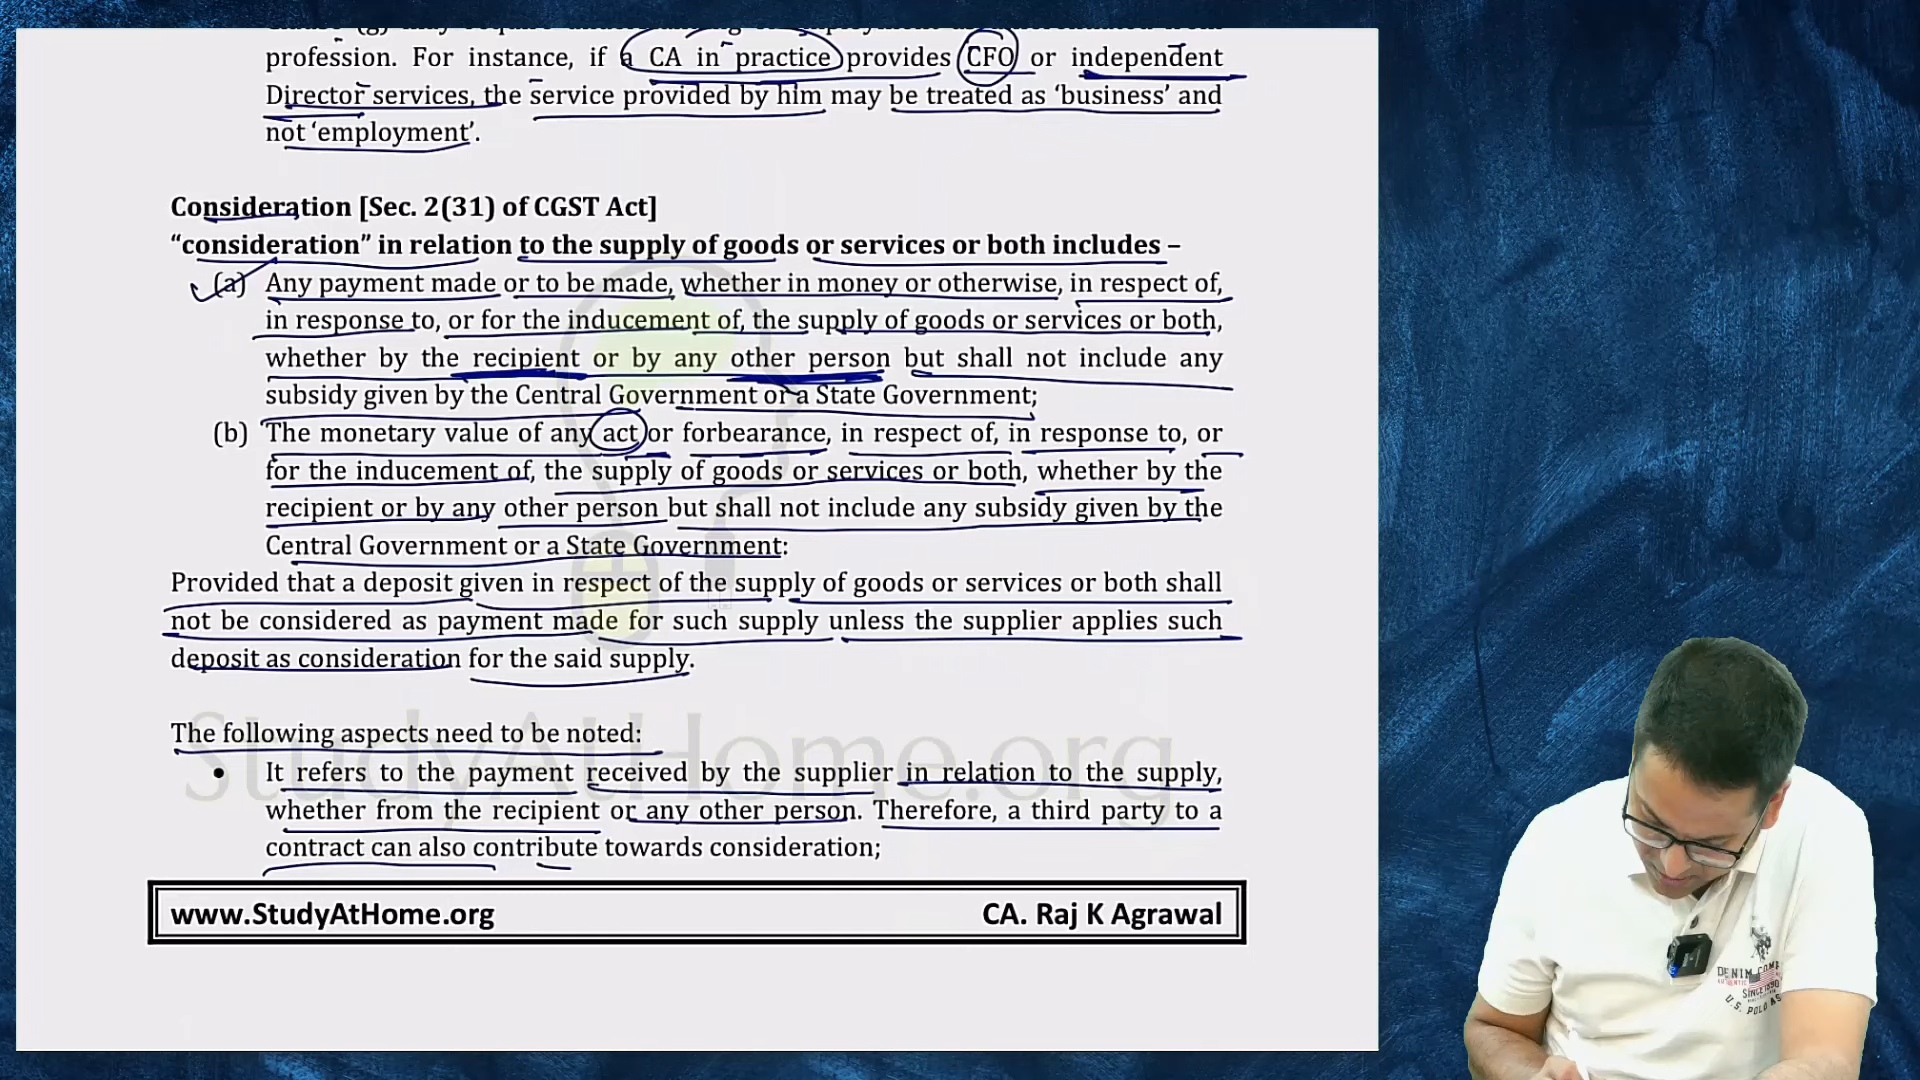 profession. For instance, if a CA in practice provides CFO or independent
Director services, the service provided by him may be treated as ‘business’ and
not ‘employment’.
Consideration [Sec. 2(31) of CGST Act]
“consideration” in relation to the supply of goods or services or both includes –
(a) Any payment made or to be made, whether in money or otherwise, in respect of,
in response to, or for the inducement of, the supply of goods or services or both,
whether by the recipient or by any other person but shall not include any
subsidy given by the Central Government or a State Government;
(b) The monetary value of any act or forbearance, in respect of, in response to, or
for the inducement of, the supply of goods or services or both, whether by the
recipient or by any other person but shall not include any subsidy given by the
Central Government or a State Government:
Provided that a deposit given in respect of the supply of goods or services or both shall
not be considered as payment made for such supply unless the supplier applies such
deposit as consideration for the said supply.
StudyAtHome.org
The following aspects need to be noted:
• It refers to the payment received by the supplier in relation to the supply,
whether from the recipient or any other person. Therefore, a third party to a
contract can also contribute towards consideration;
www.StudyAtHome.org CA. Raj K Agrawal
DENIM COMP
SINCE 1890
U.S. POLO AS